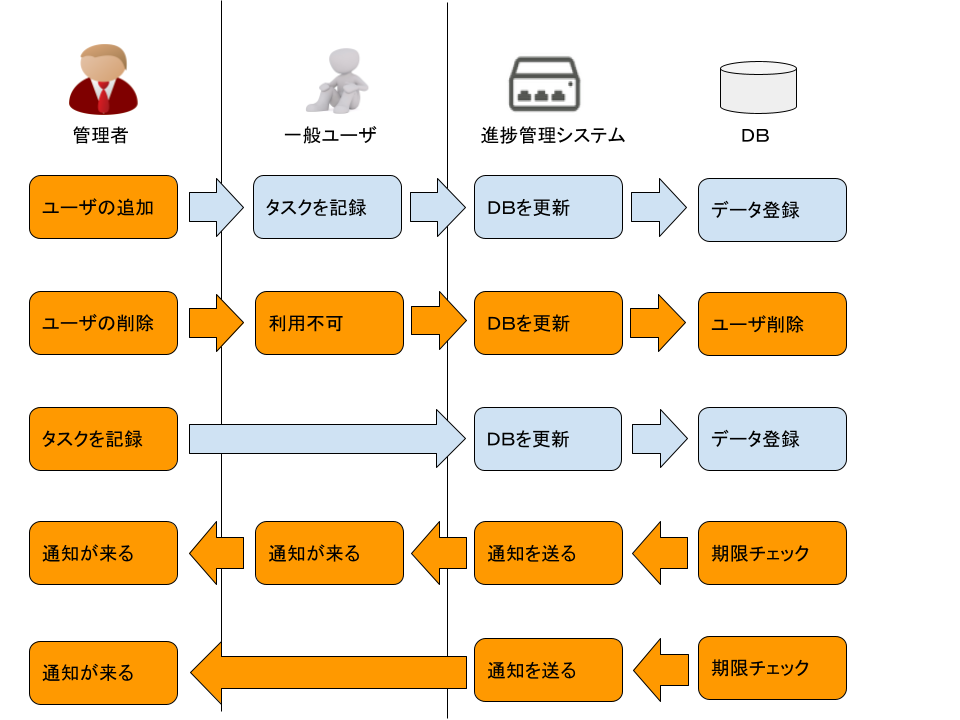 管理者
一般ユーザ
進捗管理システム
ＤＢ
ユーザの追加
タスクを記録
ＤＢを更新
データ登録
ユーザの削除
利用不可
ＤＢを更新
ユーザ削除
タスクを記録
ＤＢを更新
データ登録
通知が来る
通知が来る
通知を送る
期限チェック
通知が来る
通知を送る
期限チェック